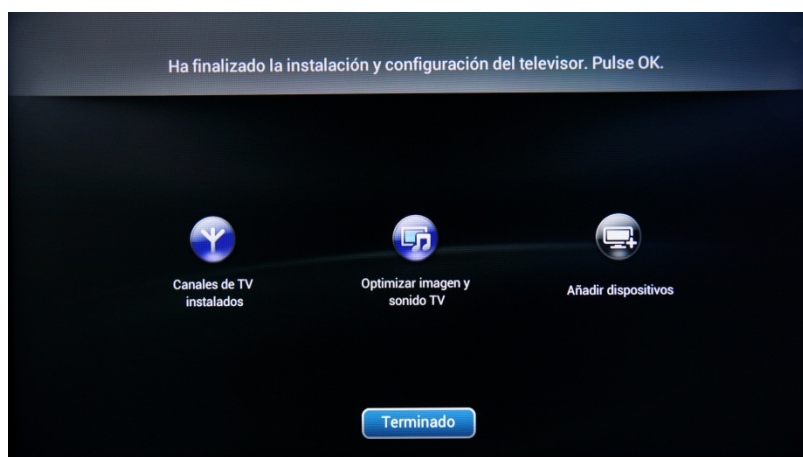 Ha finalizado la instalación y configuración del televisor. Pulse OK.
Canales de TV
instalados
Optimizar imagen y
sonido TV
Añadir dispositivos
Terminado